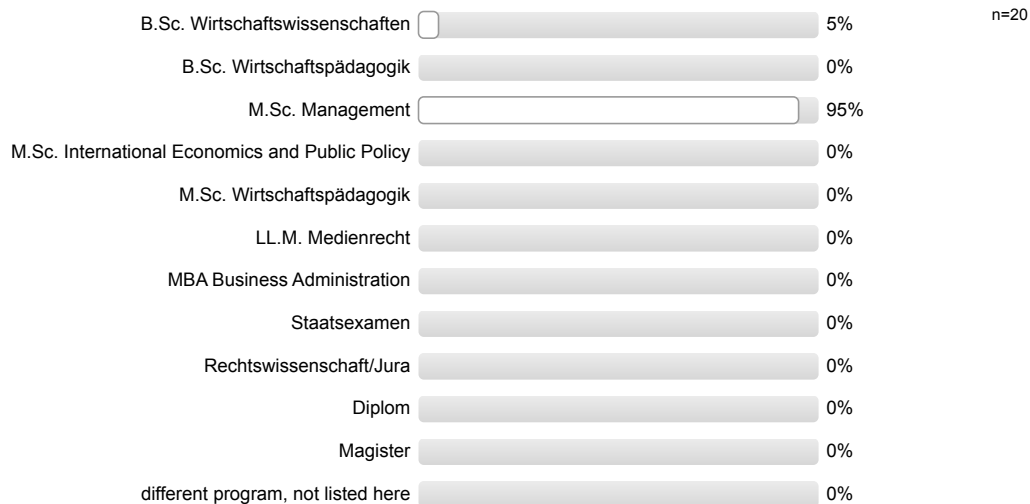 B.Sc. Wirtschaftswissenschaften 5% n=20
B.Sc. Wirtschaftspädagogik 0%
M.Sc. Management 95%
M.Sc. International Economics and Public Policy 0%
M.Sc. Wirtschaftspädagogik 0%
LL.M. Medienrecht 0%
MBA Business Administration 0%
Staatsexamen 0%
Rechtswissenschaft/Jura 0%
Diplom 0%
Magister 0%
different program, not listed here 0%